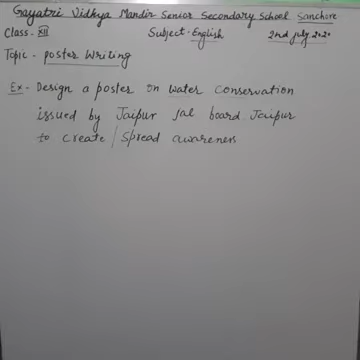 Gayatri Vidhya Mandir Senior Secondary School Sanchore
Class - XII Subject - English 2nd july 2020
Topic - poster Writing
Ex - Design a poster on water conservation
issued by Jaipur Jal board Jaipur
to create / Spread awareness